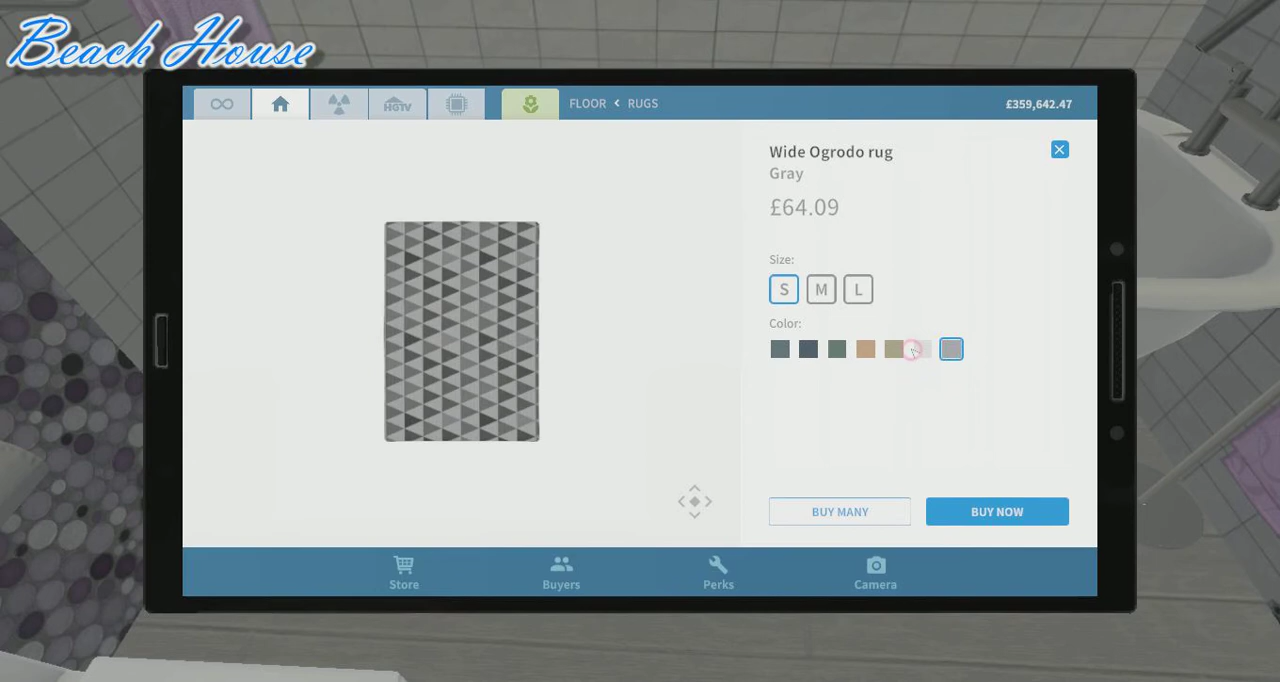 Beach House
HGTV
FLOOR < RUGS
£359,642.47
Wide Ogrodo rug
Gray
£64.09
Size:
S M L
Color:
BUY MANY
BUY NOW
Store
Buyers
Perks
Camera